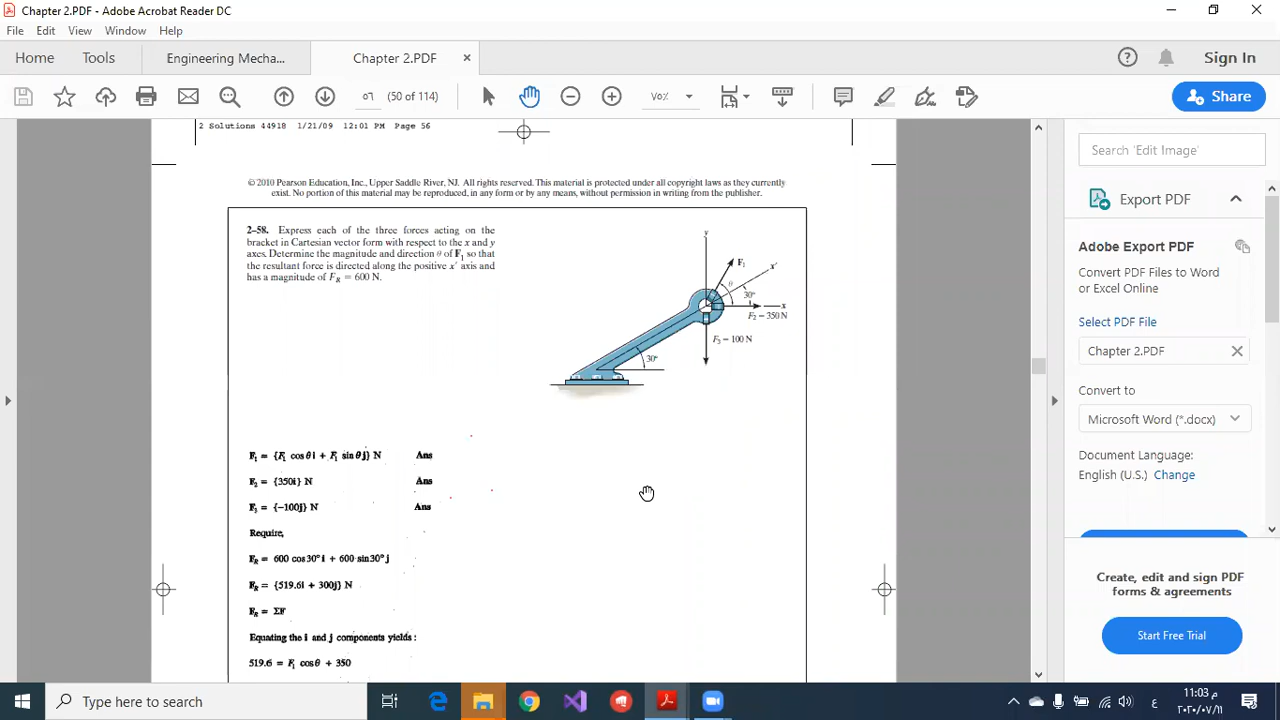 Chapter 2.PDF - Adobe Acrobat Reader DC
File Edit View Window Help
Home Tools Engineering Mecha... Chapter 2.PDF × Sign In
٥٦ (50 of 114) ٧٥% Share
2 Solutions 44918 1/21/09 12:01 PM Page 56
© 2010 Pearson Education, Inc., Upper Saddle River, NJ. All rights reserved. This material is protected under all copyright laws as they currently
exist. No portion of this material may be reproduced, in any form or by any means, without permission in writing from the publisher.
2–58. Express each of the three forces acting on the
bracket in Cartesian vector form with respect to the x and y
axes. Determine the magnitude and direction θ of F₁ so that
the resultant force is directed along the positive x′ axis and
has a magnitude of F_R = 600 N.
y
F₁
x′
θ
30°
x
F₂ = 350 N
F₃ = 100 N
30°
F₁ = {F₁ cosθ i + F₁ sinθ j} N Ans
F₂ = {350i} N Ans
F₃ = {−100j} N Ans
Require,
F_R = 600 cos30° i + 600 sin30° j
F_R = {519.6i + 300j} N
F_R = ΣF
Equating the i and j components yields :
519.6 = F₁ cosθ + 350
Search 'Edit Image'
Export PDF
Adobe Export PDF
Convert PDF Files to Word
or Excel Online
Select PDF File
Chapter 2.PDF
Convert to
Microsoft Word (*.docx)
Document Language:
English (U.S.) Change
Create, edit and sign PDF
forms & agreements
Start Free Trial
Type here to search
ع
11:03 م